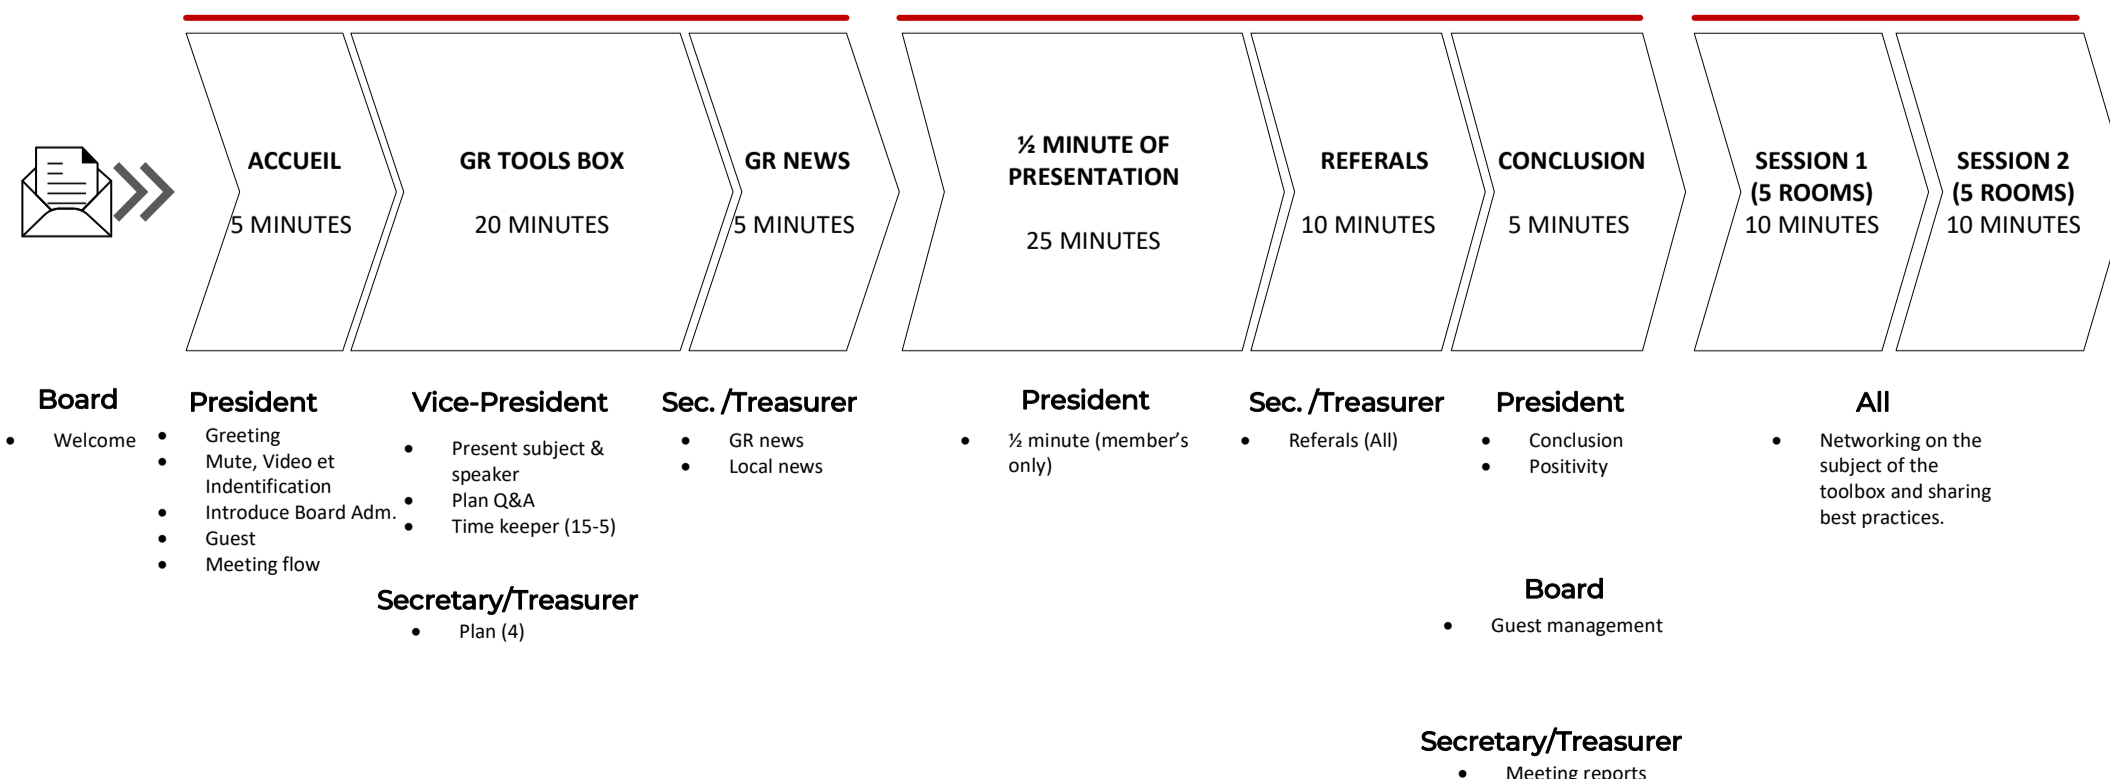 ACCUEIL
5 MINUTES
GR TOOLS BOX
20 MINUTES
GR NEWS
5 MINUTES
½ MINUTE OF
PRESENTATION
25 MINUTES
REFERALS
10 MINUTES
CONCLUSION
5 MINUTES
SESSION 1
(5 ROOMS)
10 MINUTES
SESSION 2
(5 ROOMS)
10 MINUTES
Board
• Welcome
President
• Greeting
• Mute, Video et
Indentification
• Introduce Board Adm.
• Guest
• Meeting flow
Vice-President
• Present subject &
speaker
• Plan Q&A
• Time keeper (15-5)
Secretary/Treasurer
• Plan (4)
Sec. /Treasurer
• GR news
• Local news
President
• ½ minute (member’s
only)
Sec. /Treasurer
• Referals (All)
President
• Conclusion
• Positivity
Board
• Guest management
Secretary/Treasurer
• Meeting reports
All
• Networking on the
subject of the
toolbox and sharing
best practices.